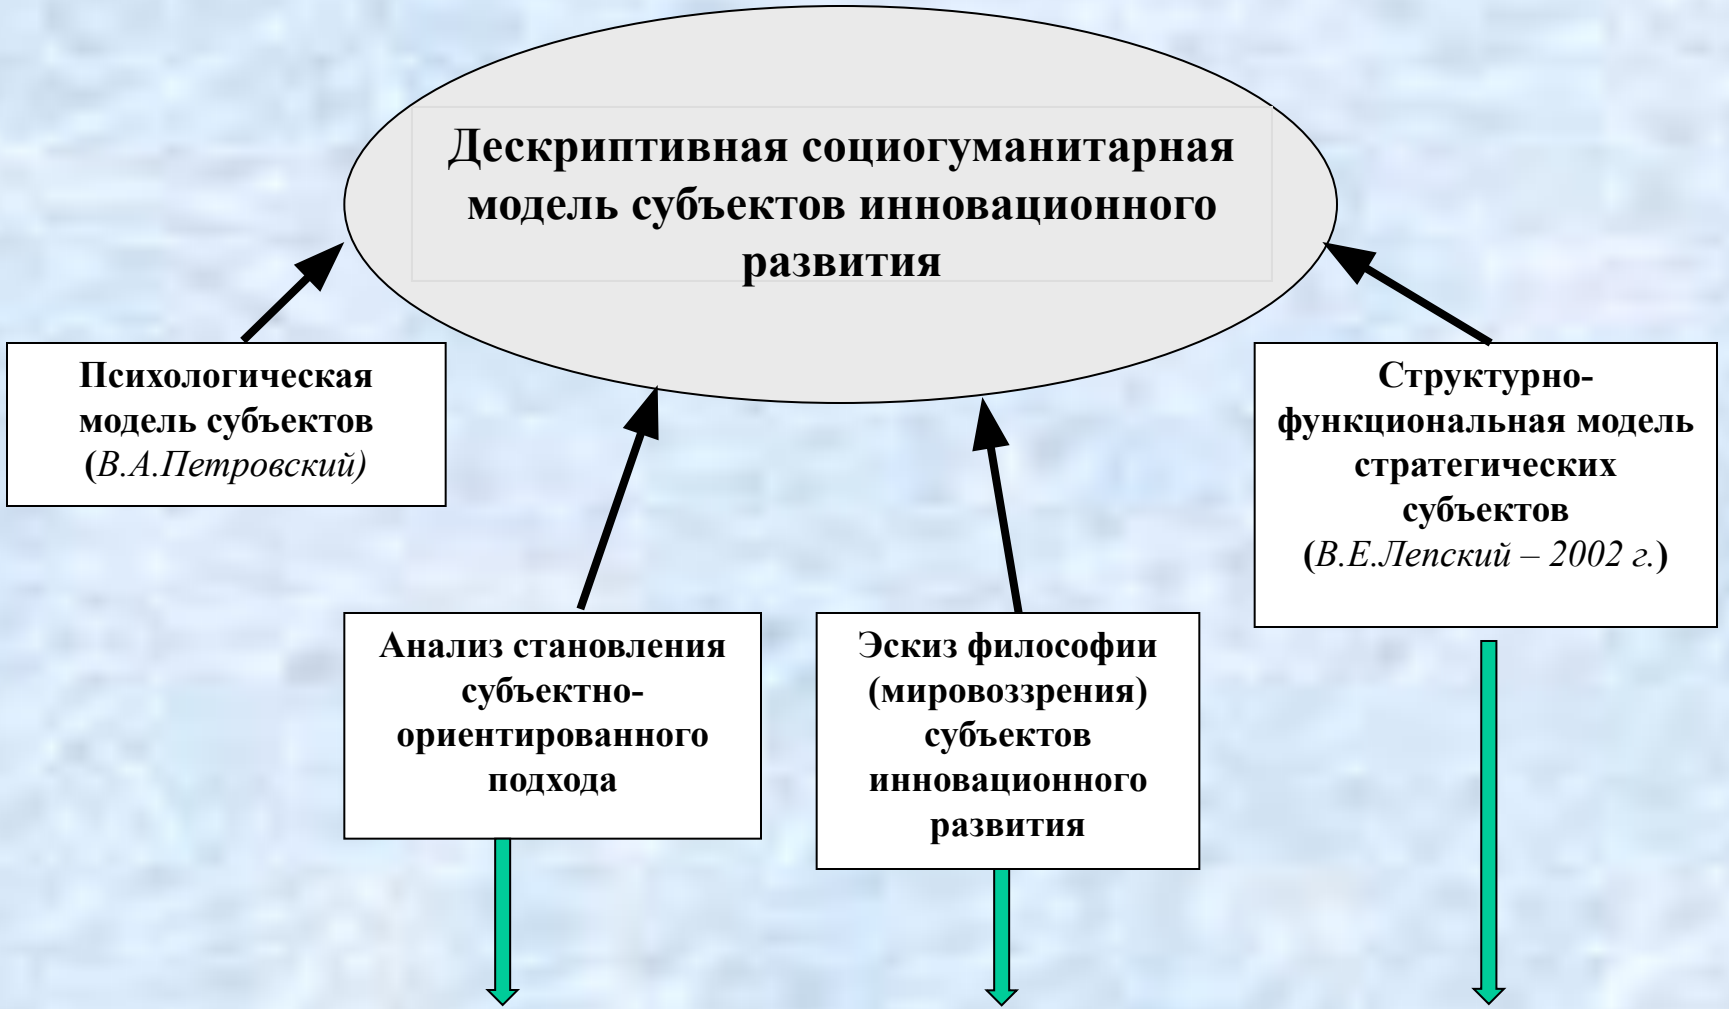 Дескриптивная социогуманитарная
модель субъектов инновационного
развития
Психологическая
модель субъектов
(В.А.Петровский)
Анализ становления
субъектно-
ориентированного
подхода
Эскиз философии
(мировоззрения)
субъектов
инновационного
развития
Структурно-
функциональная модель
стратегических
субъектов
(В.Е.Лепский – 2002 г.)